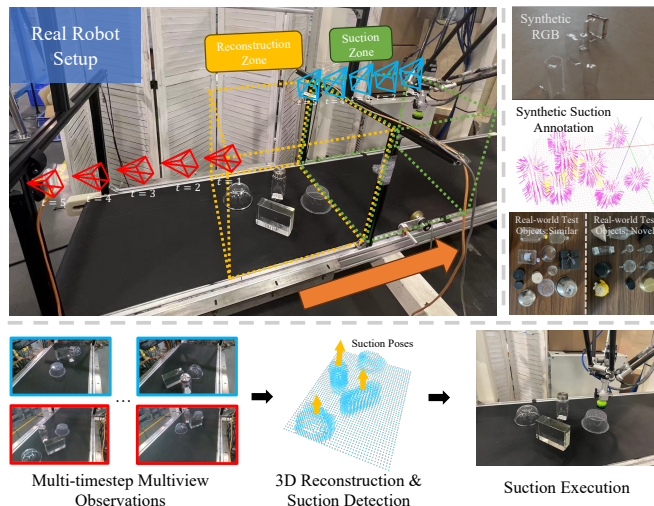 Real Robot
Setup
Reconstruction
Zone
Suction
Zone
t = 5
t = 4
t = 3
t = 2
t = 1
Synthetic
RGB
Synthetic Suction
Annotation
Real-world Test
Objects: Similar
Real-world Test
Objects: Novel
Suction Poses
...
Multi-timestep Multiview
Observations
3D Reconstruction &
Suction Detection
Suction Execution